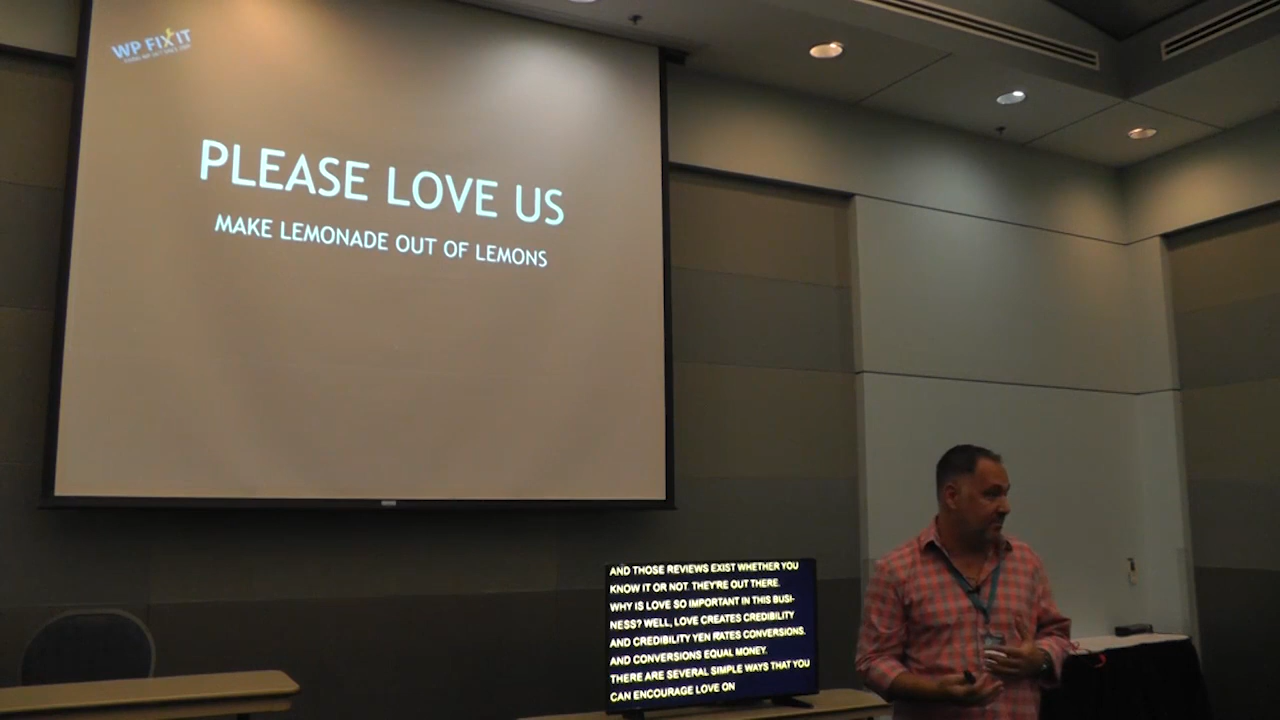 WP FIX IT
PLEASE LOVE US
MAKE LEMONADE OUT OF LEMONS
AND THOSE REVIEWS EXIST WHETHER YOU
KNOW IT OR NOT. THEY'RE OUT THERE.
WHY IS LOVE SO IMPORTANT IN THIS BUSI-
NESS? WELL, LOVE CREATES CREDIBILITY
AND CREDIBILITY YEN RATES CONVERSIONS.
AND CONVERSIONS EQUAL MONEY.
THERE ARE SEVERAL SIMPLE WAYS THAT YOU
CAN ENCOURAGE LOVE ON